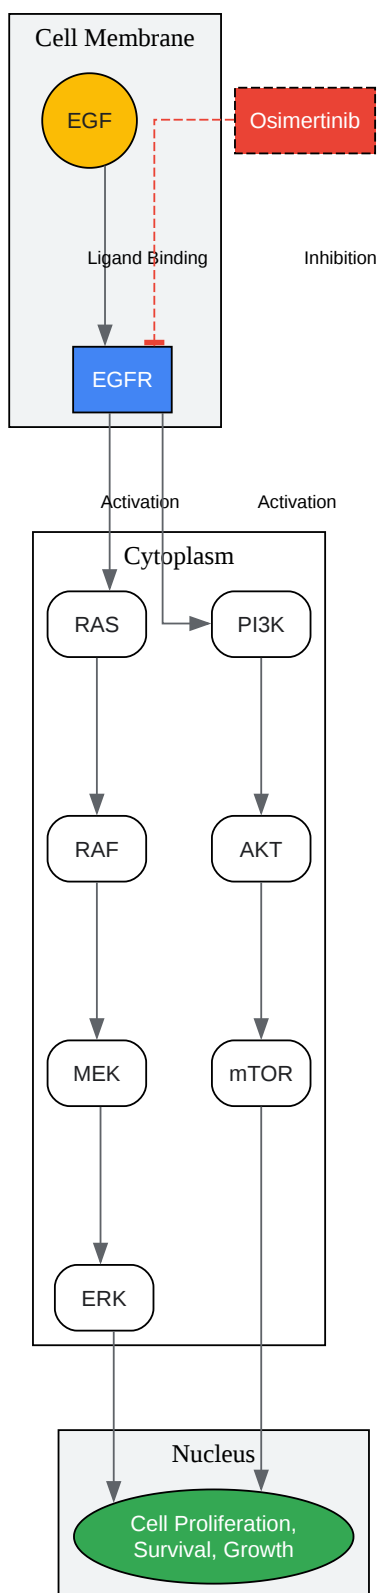 Cell Membrane
EGF
Osimertinib
Ligand Binding
Inhibition
EGFR
Activation
Activation
Cytoplasm
RAS
PI3K
RAF
AKT
MEK
mTOR
ERK
Nucleus
Cell Proliferation,
Survival, Growth